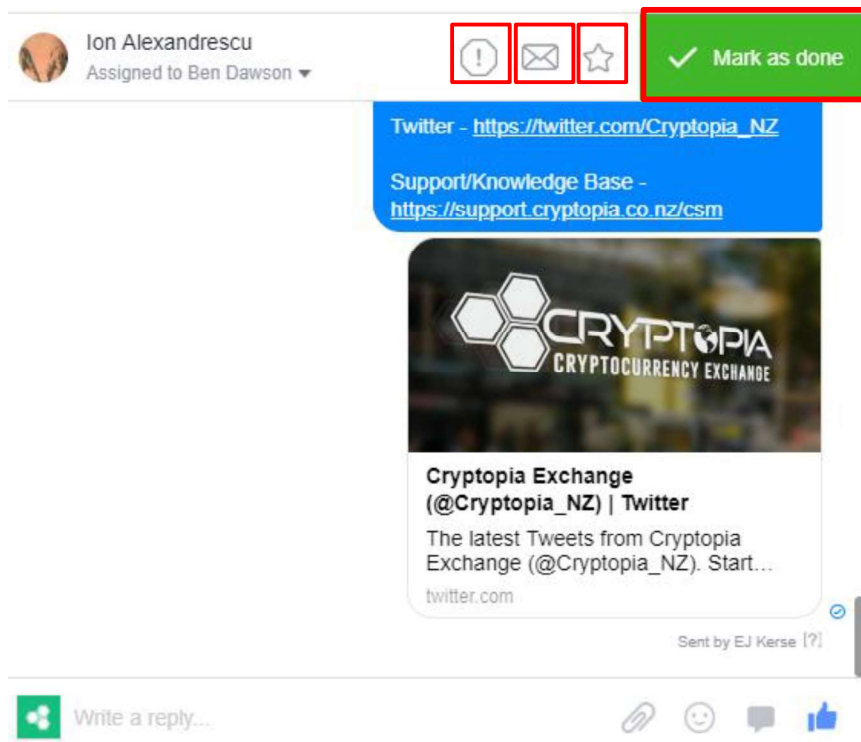 Ion Alexandrescu
Assigned to Ben Dawson
Mark as done
Twitter - https://twitter.com/Cryptopia_NZ
Support/Knowledge Base -
https://support.cryptopia.co.nz/csm
CRYPTOPIA
CRYPTOCURRENCY EXCHANGE
Cryptopia Exchange
(@Cryptopia_NZ) | Twitter
The latest Tweets from Cryptopia
Exchange (@Cryptopia_NZ). Start...
twitter.com
Sent by EJ Kerse [?]
Write a reply...